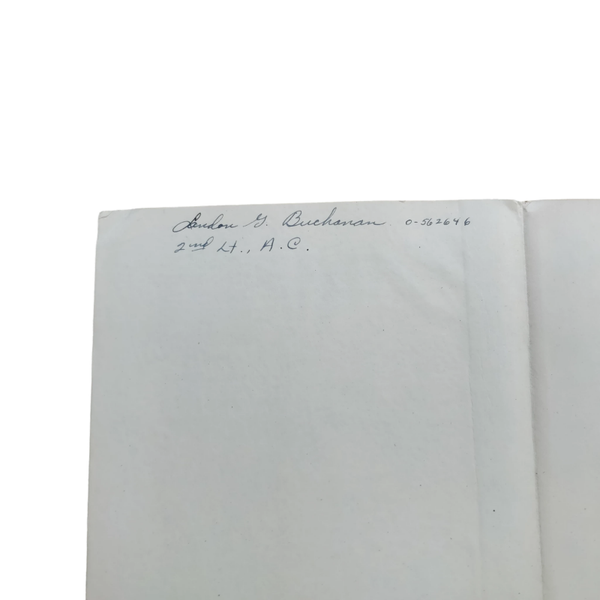 Landon G. Buchanan 0-562646
2nd Lt., A.C.